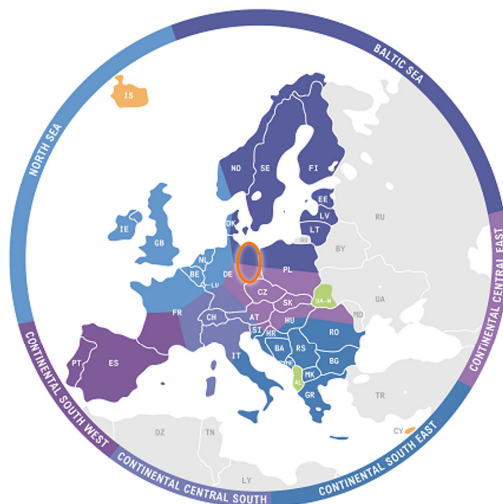 BALTIC SEA
NORTH SEA
CONTINENTAL CENTRAL EAST
CONTINENTAL SOUTH WEST
CONTINENTAL CENTRAL SOUTH
CONTINENTAL SOUTH EAST
IS
NO
SE
FI
EE
LV
LT
RU
DK
IE
GB
NL
BE
LU
DE
PL
BY
CZ
SK
UA-W
UA
MD
FR
CH
AT
HU
SI
HR
RO
IT
BA
RS
BG
MK
AL
GR
PT
ES
TR
CY
DZ
TN
LY